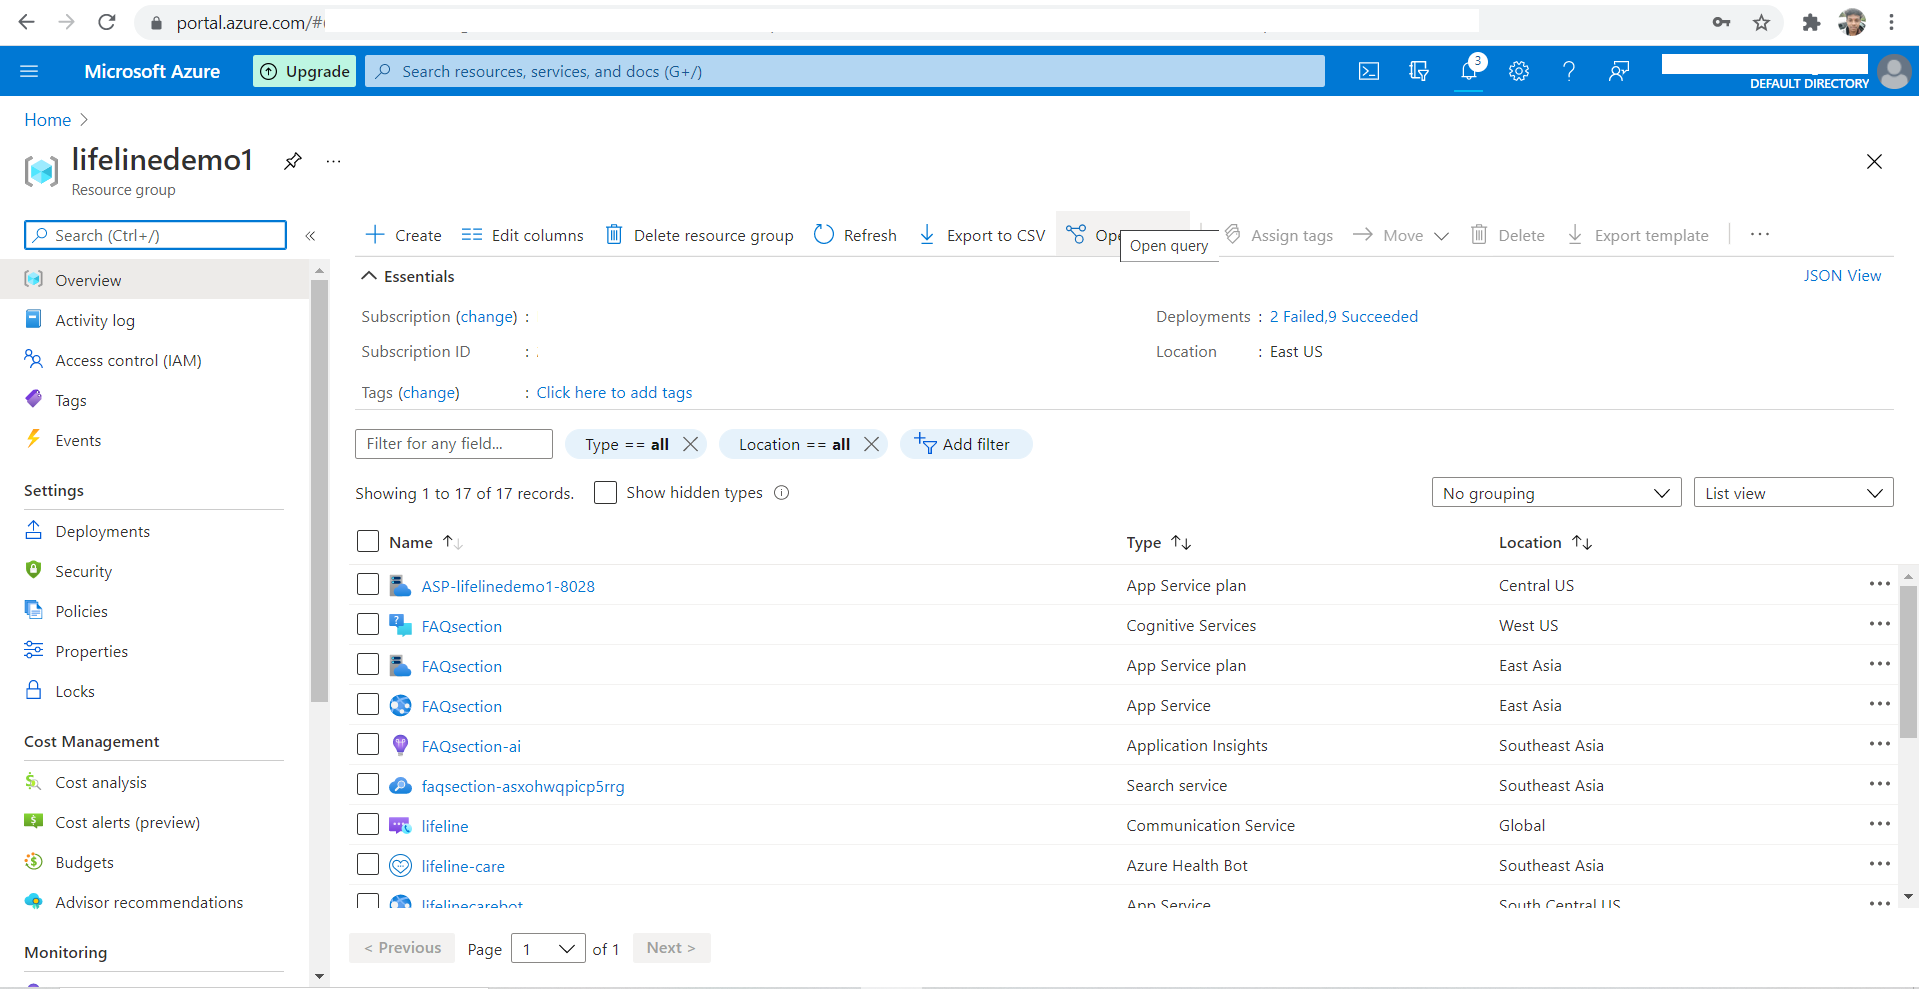 portal.azure.com/#
Microsoft Azure
Upgrade
Search resources, services, and docs (G+/)
3
DEFAULT DIRECTORY
Home
lifelinedemo1
...
Resource group
Search (Ctrl+/)
«
Create
Edit columns
Delete resource group
Refresh
Export to CSV
Open query
Assign tags
Move
Delete
Export template
...
Overview
Activity log
Access control (IAM)
Tags
Events
Settings
Deployments
Security
Policies
Properties
Locks
Cost Management
Cost analysis
Cost alerts (preview)
Budgets
Advisor recommendations
Monitoring
Essentials
JSON View
Subscription (change) :
Deployments : 2 Failed,9 Succeeded
Subscription ID :
Location : East US
Tags (change) : Click here to add tags
Filter for any field...
Type == all
Location == all
Add filter
Showing 1 to 17 of 17 records.
Show hidden types
No grouping
List view
Name Type Location
ASP-lifelinedemo1-8028 App Service plan Central US
FAQsection Cognitive Services West US
FAQsection App Service plan East Asia
FAQsection App Service East Asia
FAQsection-ai Application Insights Southeast Asia
faqsection-asxohwqpicp5rrg Search service Southeast Asia
lifeline Communication Service Global
lifeline-care Azure Health Bot Southeast Asia
lifelinecarebot App Service South Central US
< Previous
Page 1 of 1
Next >